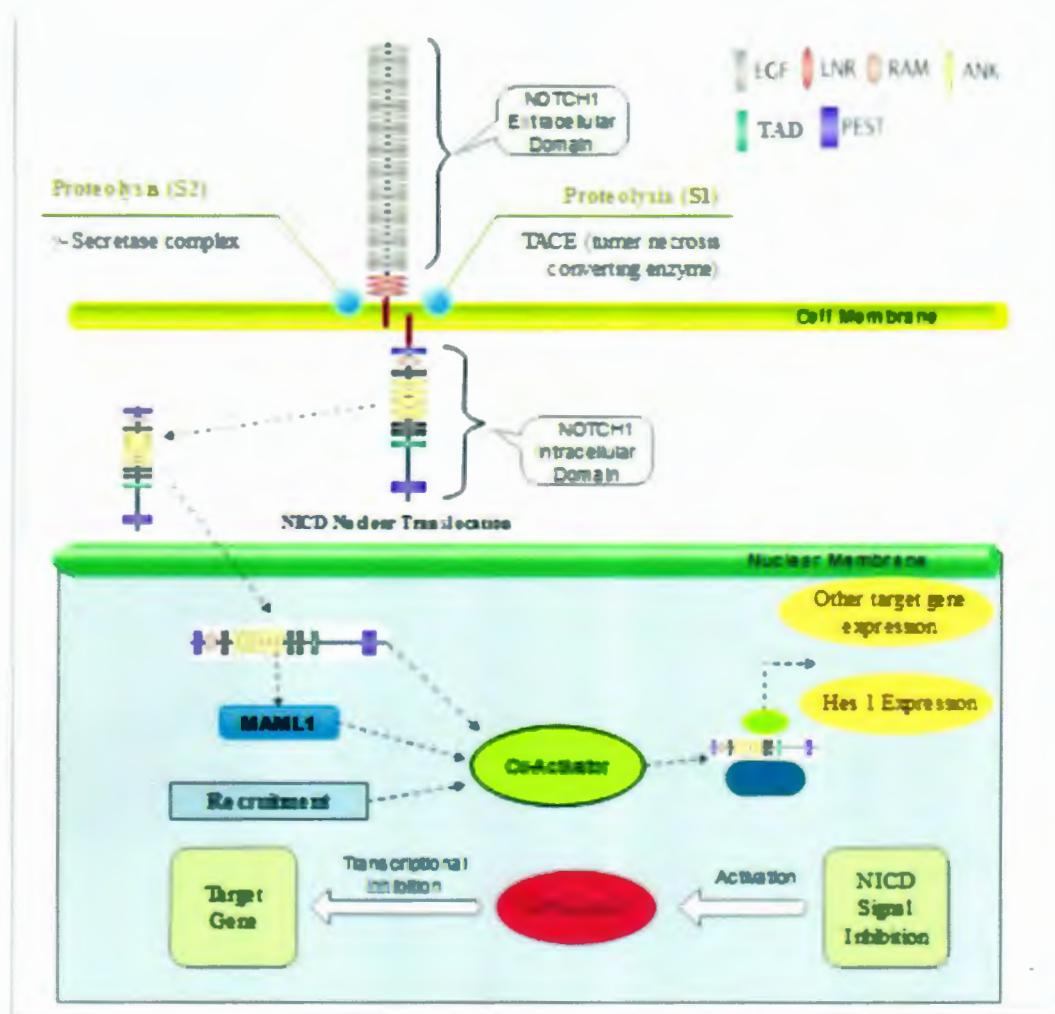 EGF LNR RAM ANK
TAD PEST
NOTCH1
Extracellular
Domain
Proteolysis (S2)
γ- Secretase complex
Proteolysis (S1)
TACE (tumer necrosis
converting enzyme)
Cell Membrane
NOTCH1
Intracellular
Domain
NICD Nuclear Translocation
Nuclear Membrane
Other target gene
expression
Hes 1 Expression
MAML1
Co-Activator
Recruitment
Target
Gene
Transcriptional
Inhibition
Activation
NICD
Signal
Inhibition